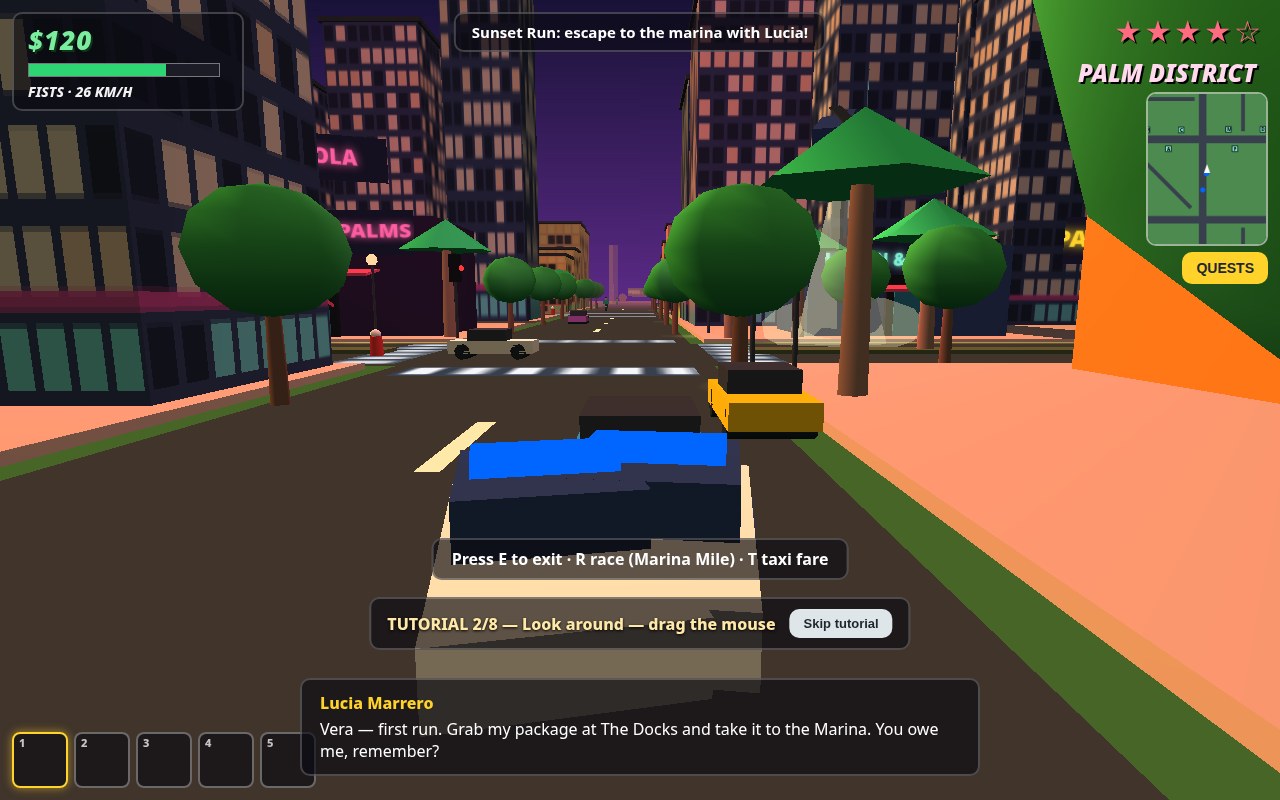 $120
FISTS · 26 KM/H
Sunset Run: escape to the marina with Lucia!
PALM DISTRICT
QUESTS
OLA
PALMS
PA
&
Press E to exit · R race (Marina Mile) · T taxi fare
TUTORIAL 2/8 — Look around — drag the mouse
Skip tutorial
Lucia Marrero
Vera — first run. Grab my package at The Docks and take it to the Marina. You owe
me, remember?
1
2
3
4
5